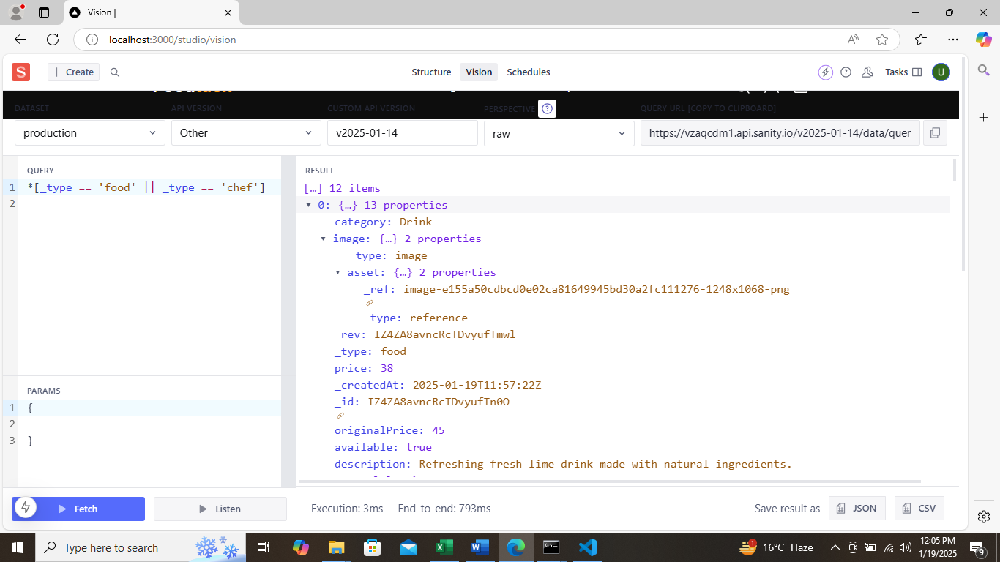 Vision |
localhost:3000/studio/vision
S
Create
Structure
Vision
Schedules
Tasks
U
DATASET
API VERSION
CUSTOM API VERSION
PERSPECTIVE
QUERY URL [COPY TO CLIPBOARD]
production
Other
v2025-01-14
raw
https://vzaqcdm1.api.sanity.io/v2025-01-14/data/quer
QUERY
1 *[_type == 'food' || _type == 'chef']
2
PARAMS
1 {
2
3 }
RESULT
[…] 12 items
0: {…} 13 properties
category: Drink
image: {…} 2 properties
_type: image
asset: {…} 2 properties
_ref: image-e155a50cdbcd0e02ca81649945bd30a2fc111276-1248x1068-png
_type: reference
_rev: IZ4ZA8avncRcTDvyufTmwl
_type: food
price: 38
_createdAt: 2025-01-19T11:57:22Z
_id: IZ4ZA8avncRcTDvyufTn0O
originalPrice: 45
available: true
description: Refreshing fresh lime drink made with natural ingredients.
Fetch
Listen
Execution: 3ms
End-to-end: 793ms
Save result as
JSON
CSV
Type here to search
1
16°C Haze
12:05 PM
1/19/2025
9